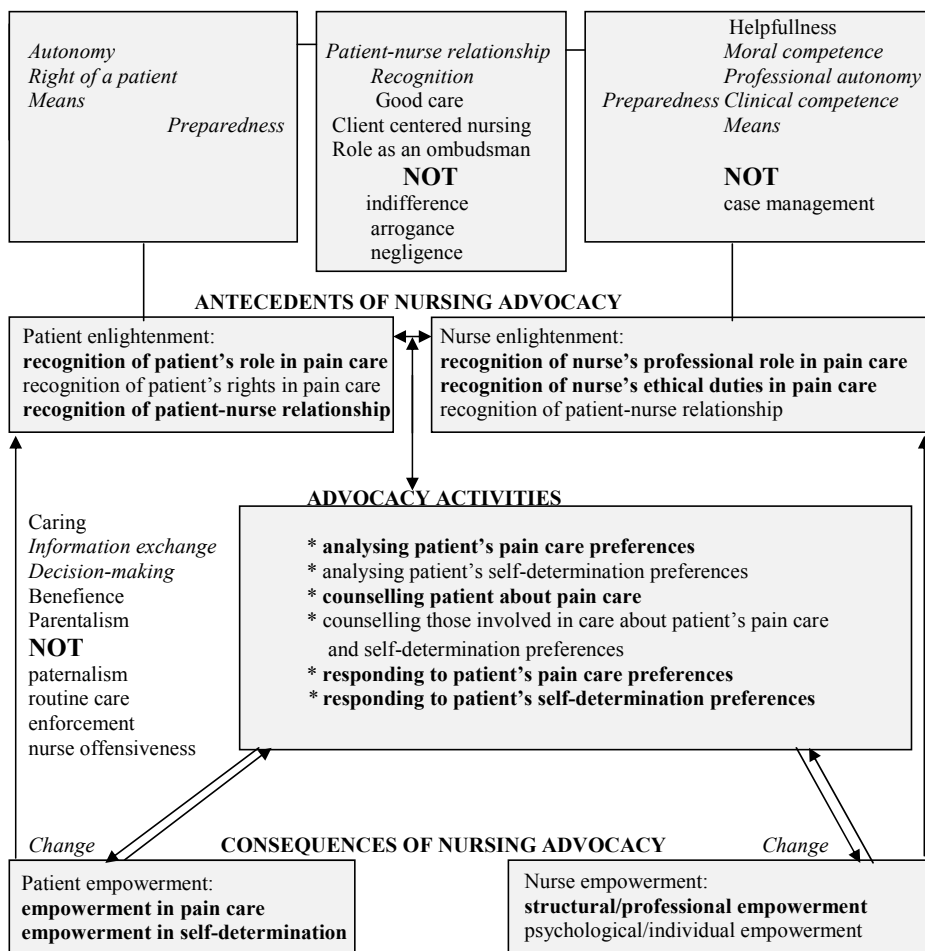 Autonomy
Right of a patient
Means
Preparedness
Patient-nurse relationship
Recognition
Good care
Client centered nursing
Role as an ombudsman
NOT
indifference
arrogance
negligence
Helpfullness
Moral competence
Professional autonomy
Preparedness Clinical competence
Means
NOT
case management
ANTECEDENTS OF NURSING ADVOCACY
Patient enlightenment:
recognition of patient's role in pain care
recognition of patient's rights in pain care
recognition of patient-nurse relationship
Nurse enlightenment:
recognition of nurse's professional role in pain care
recognition of nurse's ethical duties in pain care
recognition of patient-nurse relationship
ADVOCACY ACTIVITIES
Caring
Information exchange
Decision-making
Benefience
Parentalism
NOT
paternalism
routine care
enforcement
nurse offensiveness
* analysing patient's pain care preferences
* analysing patient's self-determination preferences
* counselling patient about pain care
* counselling those involved in care about patient's pain care
and self-determination preferences
* responding to patient's pain care preferences
* responding to patient's self-determination preferences
Change
CONSEQUENCES OF NURSING ADVOCACY
Change
Patient empowerment:
empowerment in pain care
empowerment in self-determination
Nurse empowerment:
structural/professional empowerment
psychological/individual empowerment